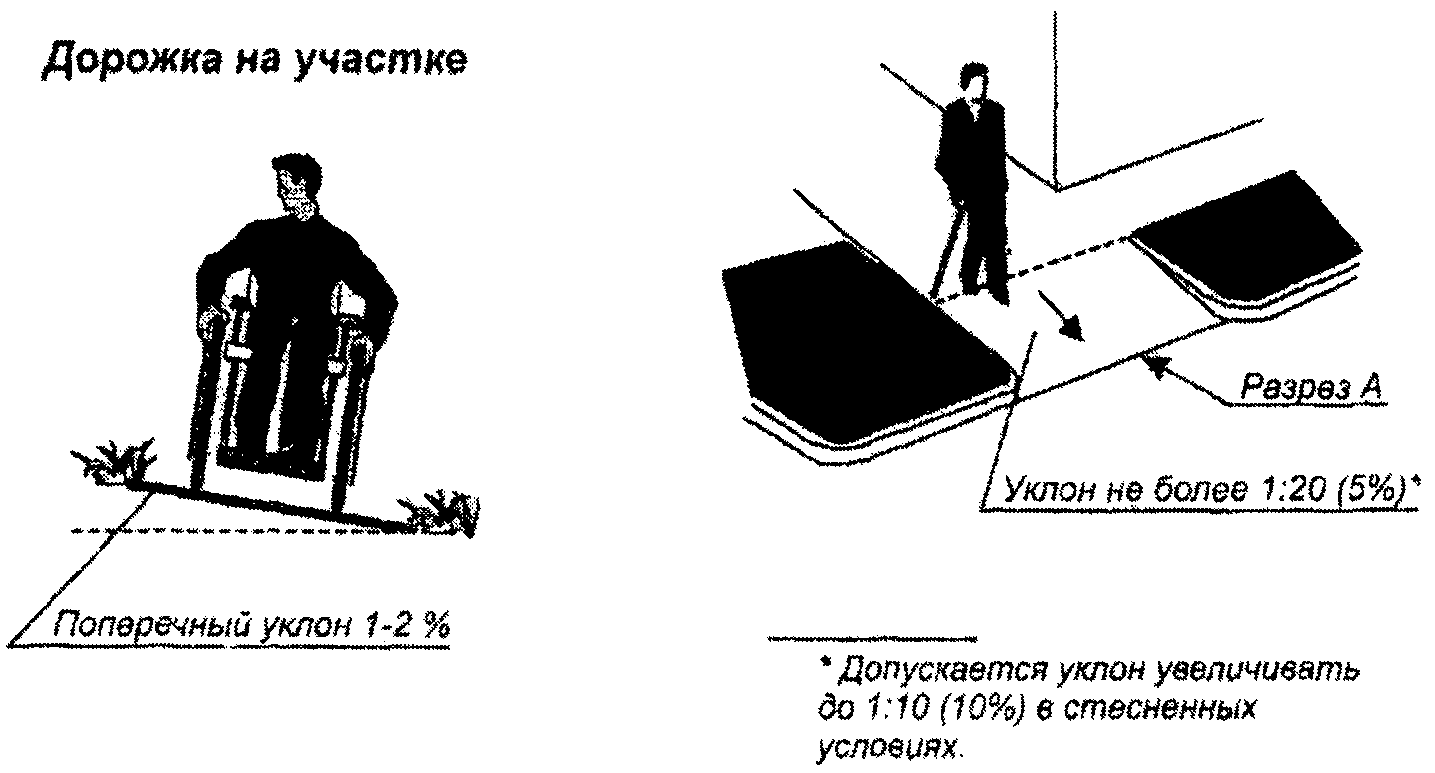 Дорожка на участке
Разрез А
Уклон не более 1:20 (5%)*
Поперечный уклон 1-2 %
* Допускается уклон увеличивать
до 1:10 (10%) в стесненных
условиях.